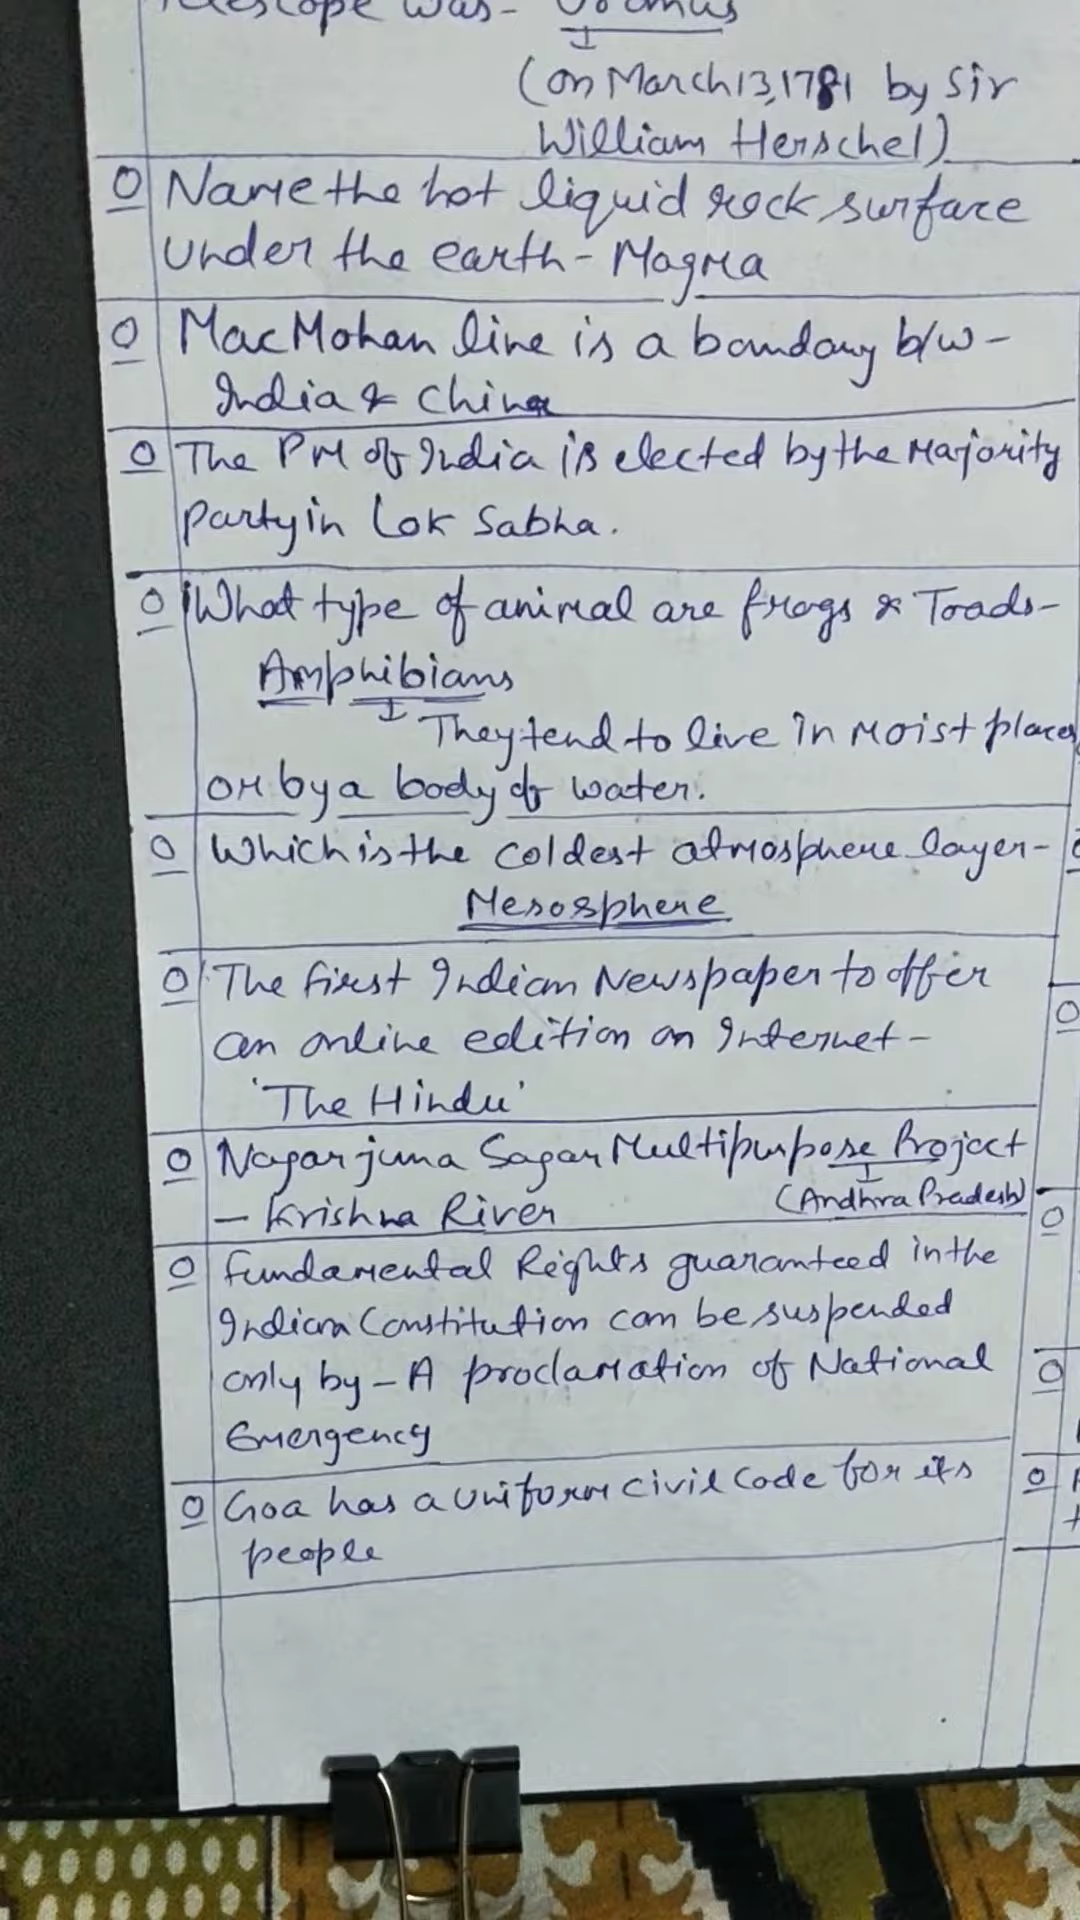 Telescope was- Uranus
(on March 13, 1781 by Sir
William Herschel)
O Name the hot liquid rock surface
under the earth - Magma
O MacMohan line is a boundary b/w -
India & China
O The PM of India is elected by the Majority
party in Lok Sabha.
O What type of animal are frogs & Toads-
Amphibians
They tend to live in moist places
or by a body of water.
O Which is the coldest atmosphere layer -
Mesosphere
O The first Indian Newspaper to offer
an online edition on Internet -
'The Hindu'
O Nagarjuna Sagar Multipurpose Project
- Krishna River (Andhra Pradesh)
O Fundamental Rights guaranteed in the
Indian Constitution can be suspended
only by - A proclamation of National
Emergency
O Goa has a uniform civil code for its
people